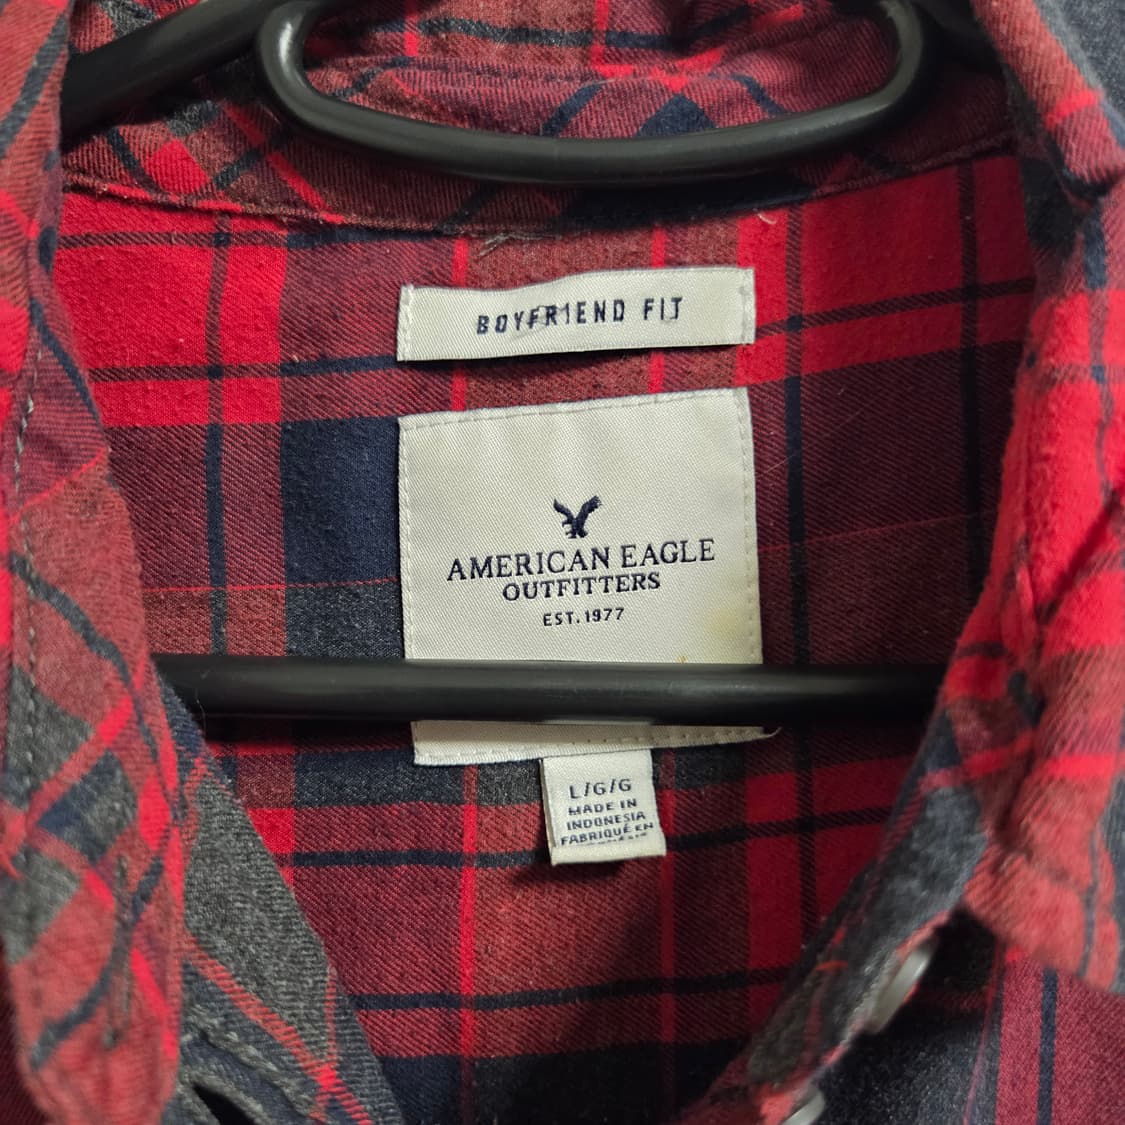 BOYFRIEND FIT
AMERICAN EAGLE
OUTFITTERS
EST. 1977
L/G/G
MADE IN
INDONESIA
FABRIQUÉ EN